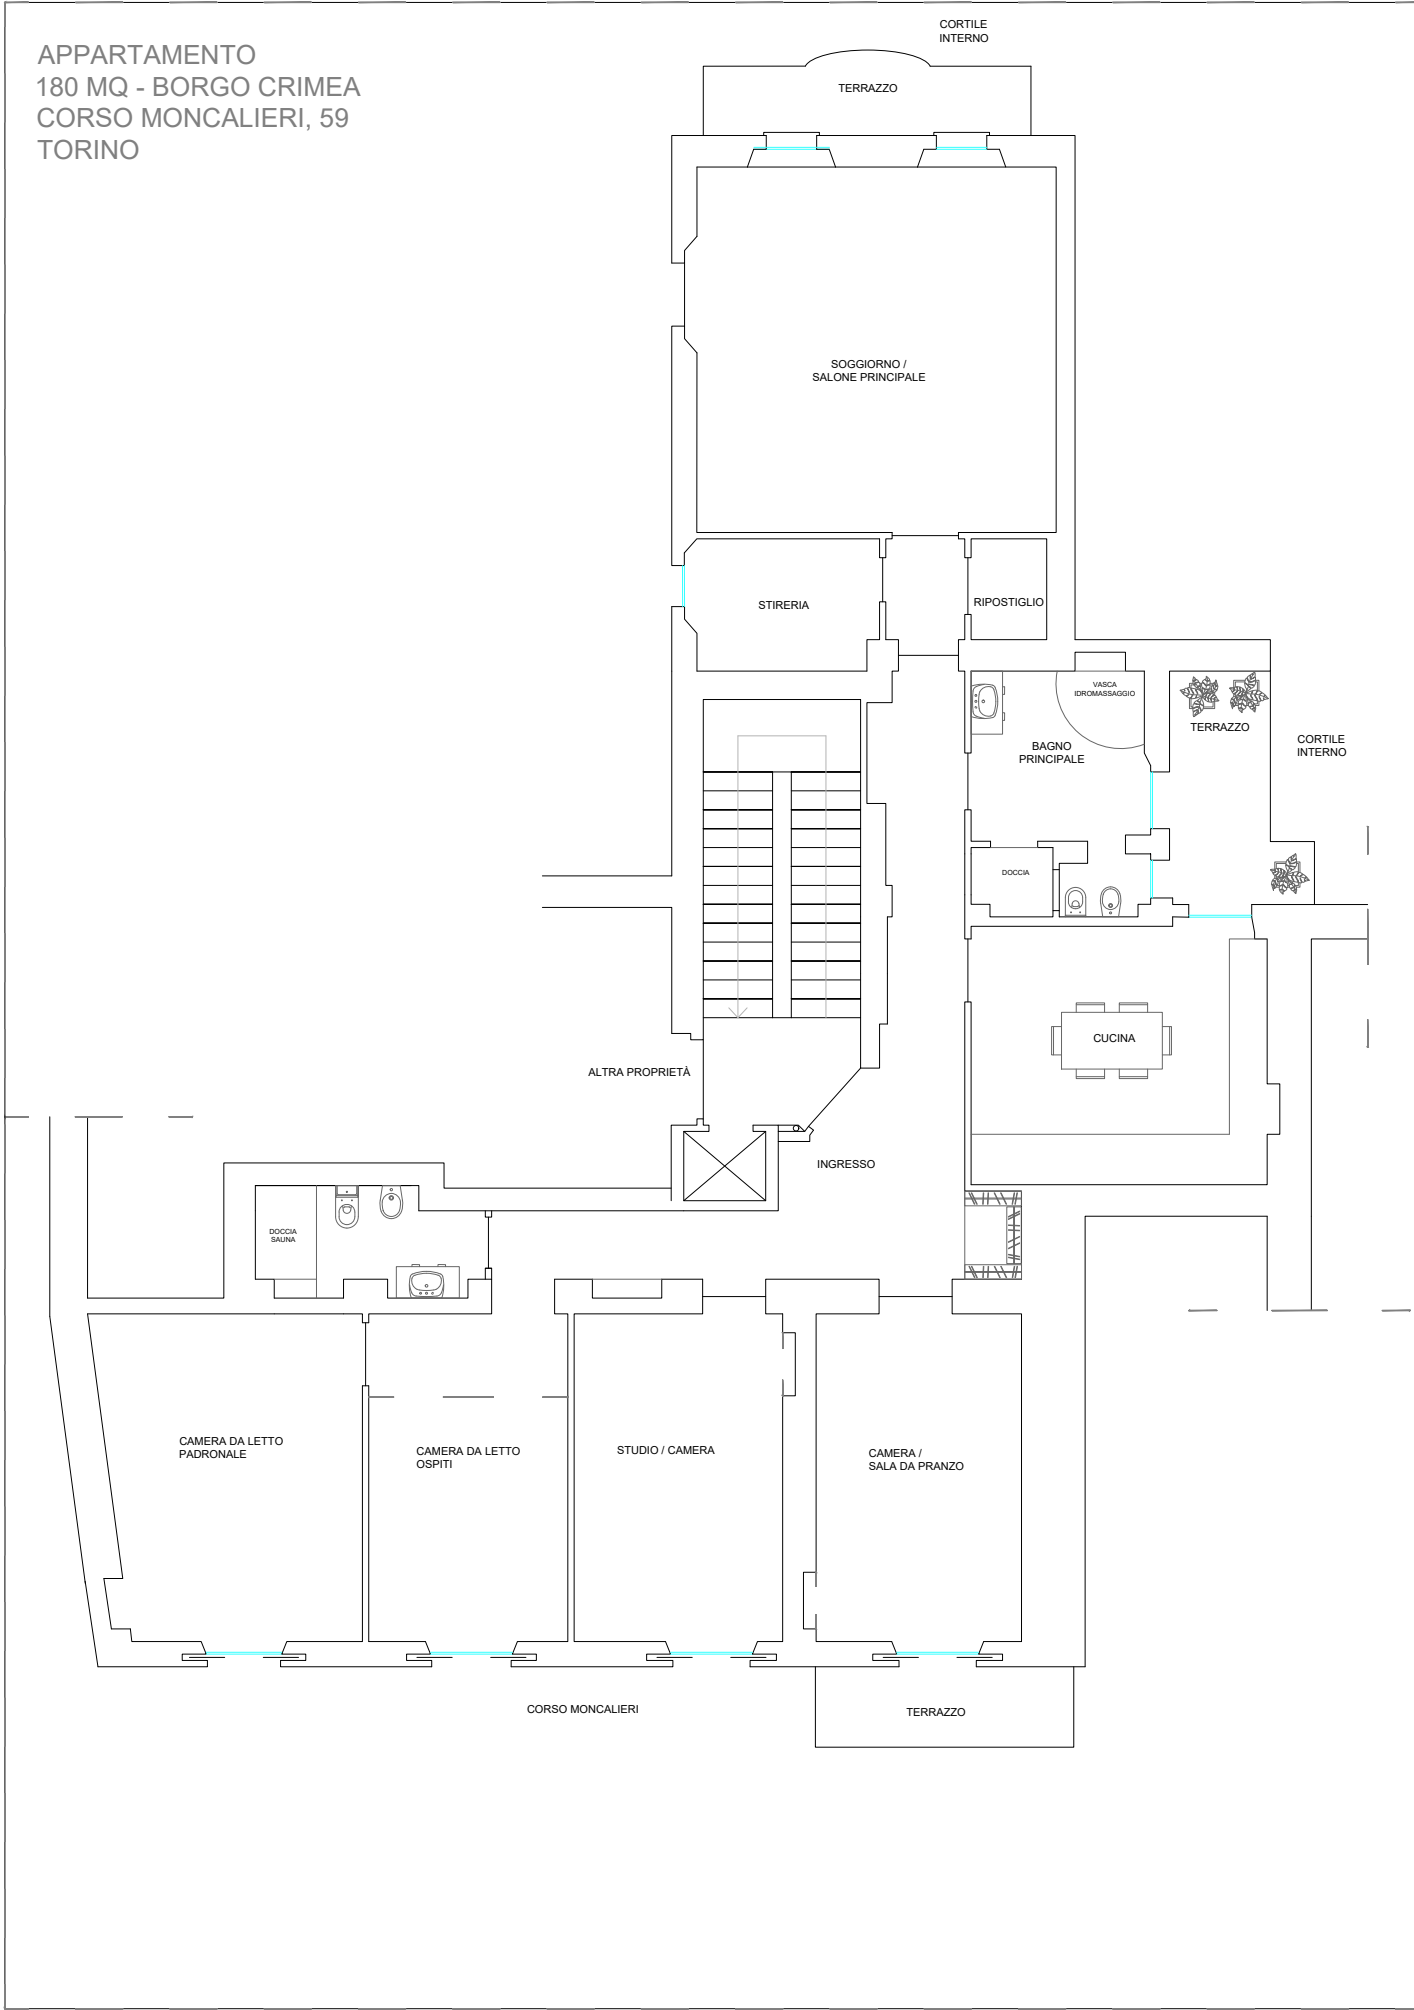 APPARTAMENTO
180 MQ - BORGO CRIMEA
CORSO MONCALIERI, 59
TORINO
CORTILE
INTERNO
TERRAZZO
SOGGIORNO /
SALONE PRINCIPALE
STIRERIA
RIPOSTIGLIO
VASCA
IDROMASSAGGIO
TERRAZZO
CORTILE
INTERNO
BAGNO
PRINCIPALE
DOCCIA
CUCINA
ALTRA PROPRIETÀ
INGRESSO
DOCCIA
SAUNA
CAMERA DA LETTO
PADRONALE
CAMERA DA LETTO
OSPITI
STUDIO / CAMERA
CAMERA /
SALA DA PRANZO
CORSO MONCALIERI
TERRAZZO